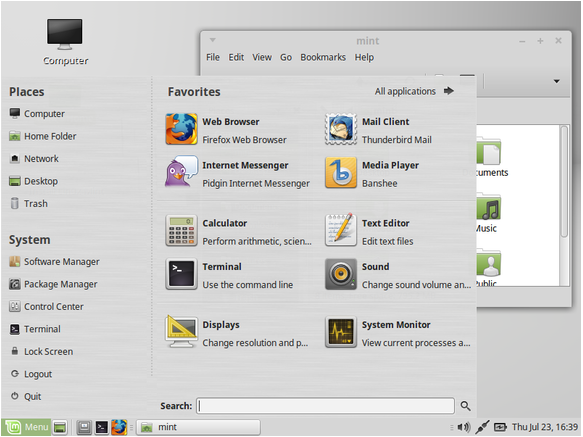 Computer
mint
File Edit View Go Bookmarks Help
Places
Computer
Home Folder
Network
Desktop
Trash
System
Software Manager
Package Manager
Control Center
Terminal
Lock Screen
Logout
Quit
Favorites
All applications
Web Browser
Firefox Web Browser
Mail Client
Thunderbird Mail
Internet Messenger
Pidgin Internet Messenger
Media Player
Banshee
Calculator
Perform arithmetic, scien...
Text Editor
Edit text files
Terminal
Use the command line
Sound
Change sound volume an...
Displays
Change resolution and p...
System Monitor
View current processes a...
Search:
cuments
Music
Public
Menu
mint
Thu Jul 23, 16:39